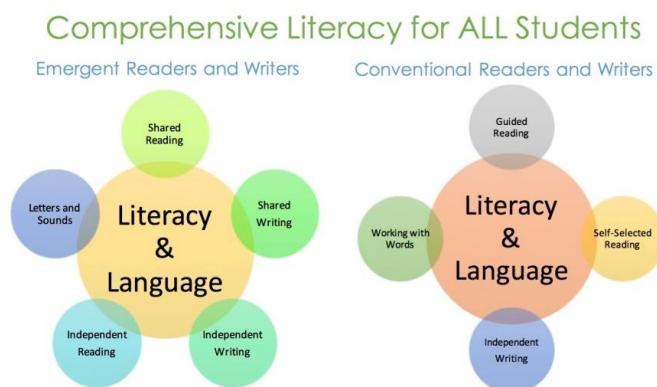 Comprehensive Literacy for ALL Students
Emergent Readers and Writers
Shared
Reading
Letters and
Sounds
Shared
Writing
Literacy
&
Language
Independent
Reading
Independent
Writing
Conventional Readers and Writers
Guided
Reading
Working with
Words
Literacy
&
Language
Self-Selected
Reading
Independent
Writing